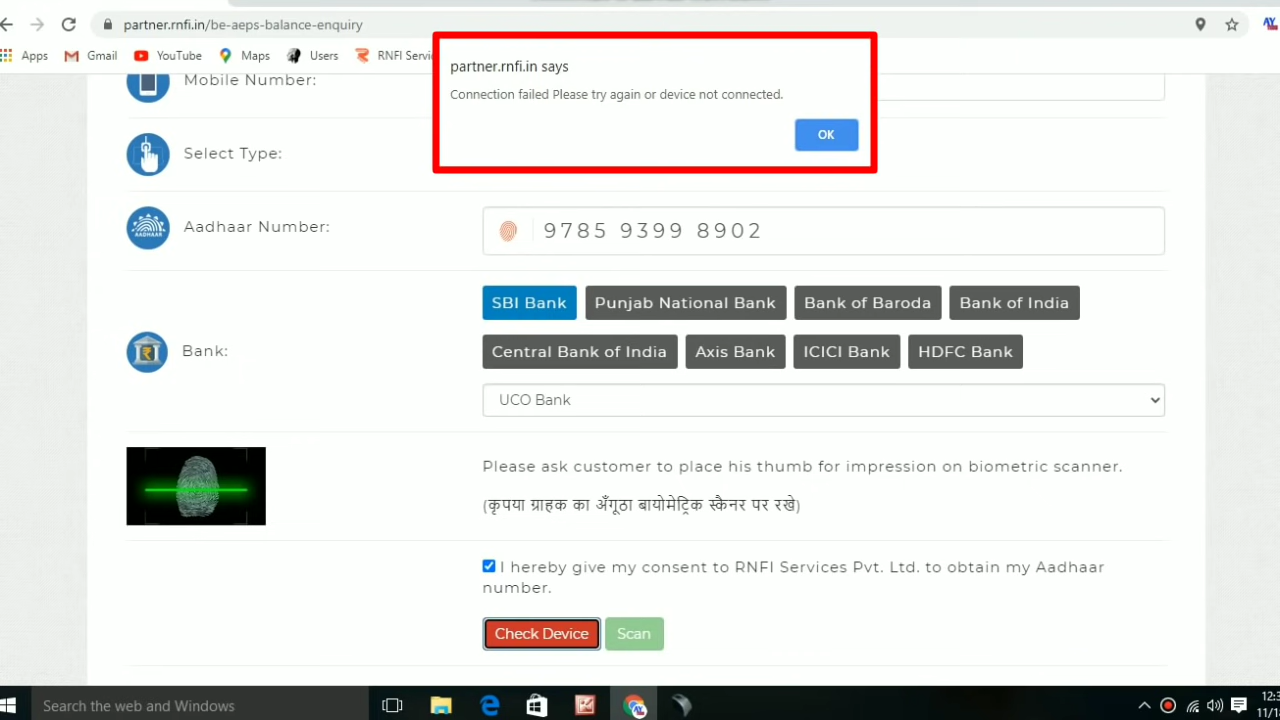 partner.rnfi.in/be-aeps-balance-enquiry
Apps Gmail YouTube Maps Users RNFI
partner.rnfi.in says
Connection failed Please try again or device not connected.
OK
Mobile Number:
Select Type:
Aadhaar Number: 9785 9399 8902
SBI Bank Punjab National Bank Bank of Baroda Bank of India
Bank: Central Bank of India Axis Bank ICICI Bank HDFC Bank
UCO Bank
Please ask customer to place his thumb for impression on biometric scanner.
(कृपया ग्राहक का अँगूठा बायोमेट्रिक स्कैनर पर रखे)
I hereby give my consent to RNFI Services Pvt. Ltd. to obtain my Aadhaar
number.
Check Device Scan
Search the web and Windows